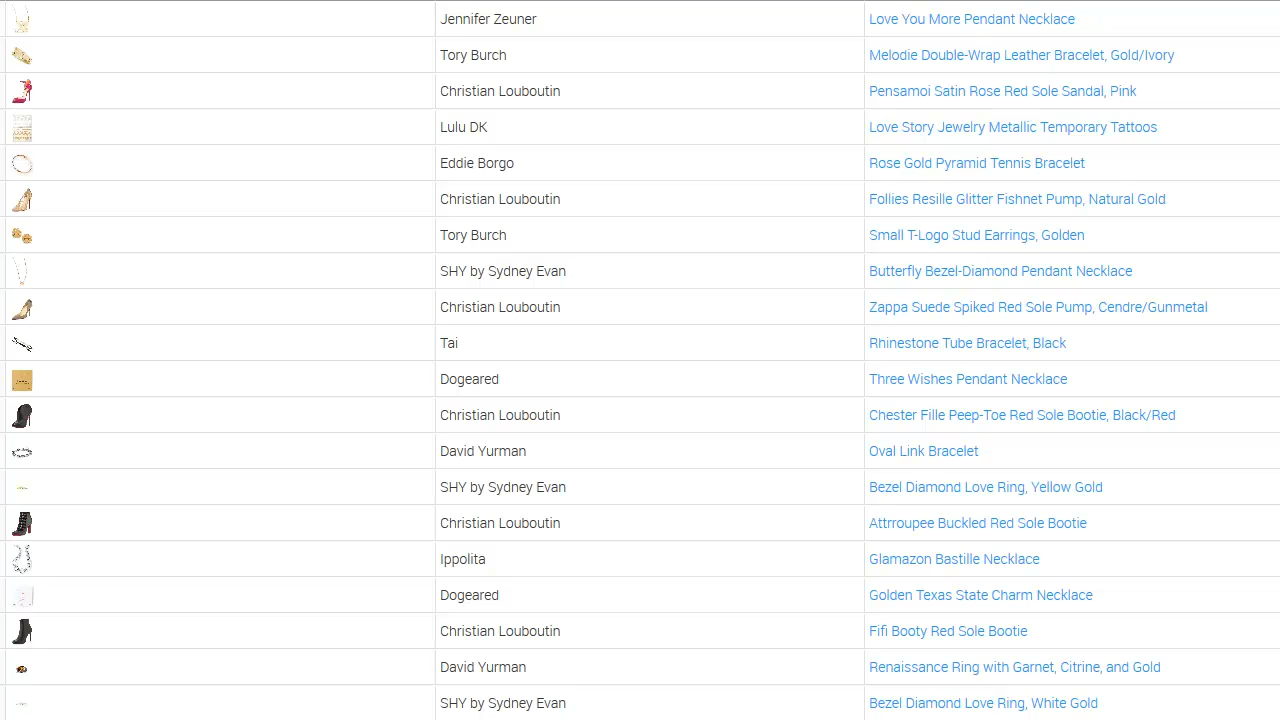 Jennifer Zeuner Love You More Pendant Necklace
Tory Burch Melodie Double-Wrap Leather Bracelet, Gold/Ivory
Christian Louboutin Pensamoi Satin Rose Red Sole Sandal, Pink
Lulu DK Love Story Jewelry Metallic Temporary Tattoos
Eddie Borgo Rose Gold Pyramid Tennis Bracelet
Christian Louboutin Follies Resille Glitter Fishnet Pump, Natural Gold
Tory Burch Small T-Logo Stud Earrings, Golden
SHY by Sydney Evan Butterfly Bezel-Diamond Pendant Necklace
Christian Louboutin Zappa Suede Spiked Red Sole Pump, Cendre/Gunmetal
Tai Rhinestone Tube Bracelet, Black
Dogeared Three Wishes Pendant Necklace
Christian Louboutin Chester Fille Peep-Toe Red Sole Bootie, Black/Red
David Yurman Oval Link Bracelet
SHY by Sydney Evan Bezel Diamond Love Ring, Yellow Gold
Christian Louboutin Attrroupee Buckled Red Sole Bootie
Ippolita Glamazon Bastille Necklace
Dogeared Golden Texas State Charm Necklace
Christian Louboutin Fifi Booty Red Sole Bootie
David Yurman Renaissance Ring with Garnet, Citrine, and Gold
SHY by Sydney Evan Bezel Diamond Love Ring, White Gold